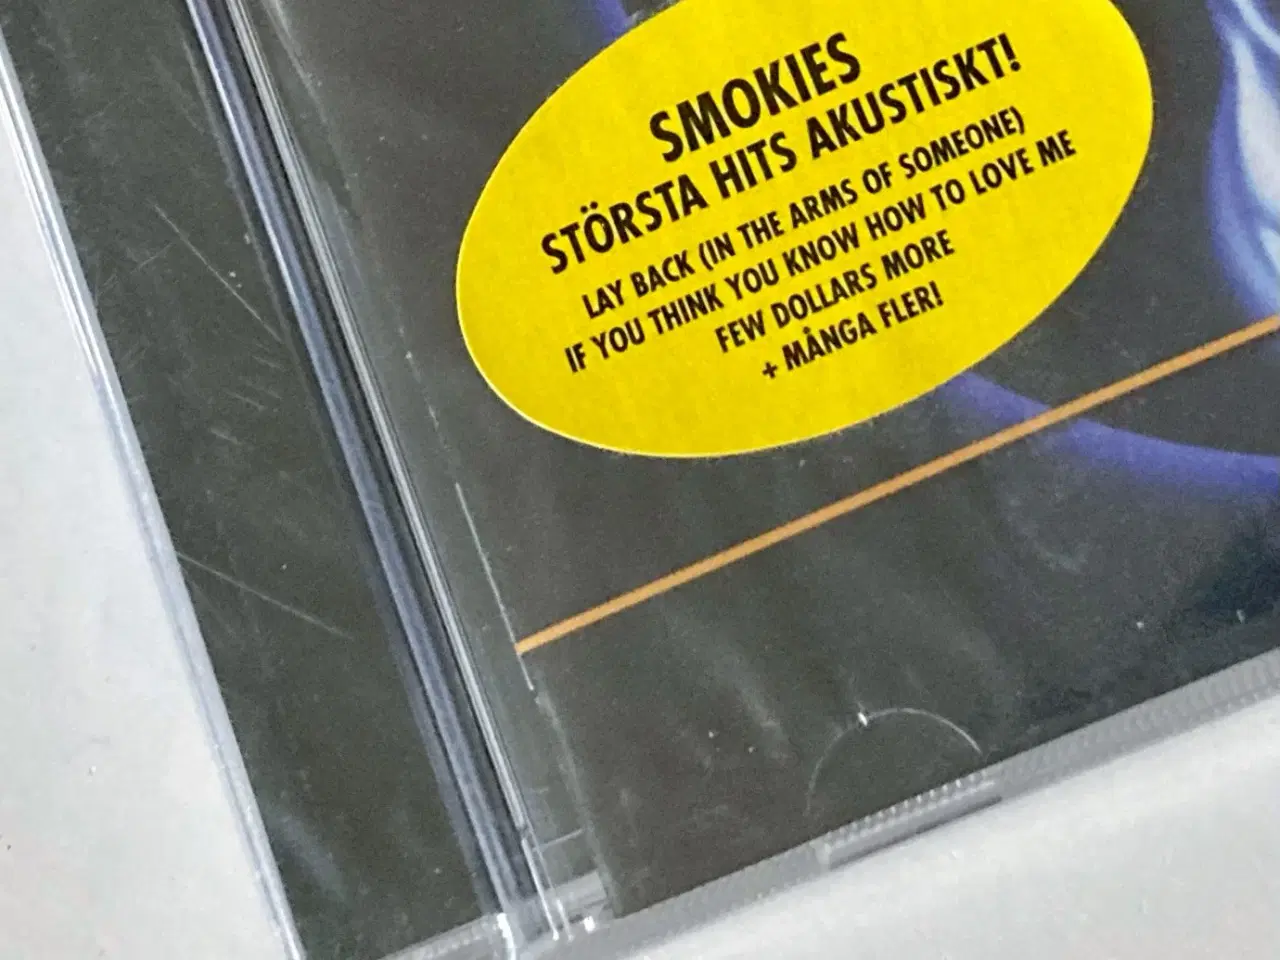 SMOKIES
STÖRSTA HITS AKUSTISKT!
LAY BACK (IN THE ARMS OF SOMEONE)
IF YOU THINK YOU KNOW HOW TO LOVE ME
FEW DOLLARS MORE
+ MÅNGA FLER!